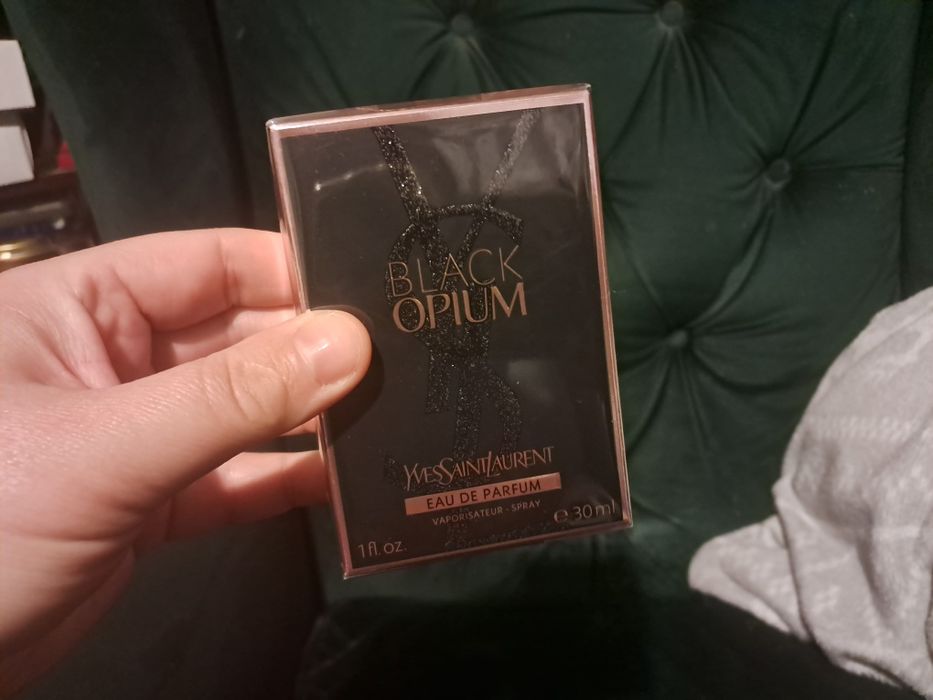 BLACK
OPIUM
YVESSAINTLAURENT
EAU DE PARFUM
VAPORISATEUR - SPRAY
1 fl. oz. ℮ 30 ml